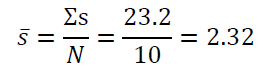 s̄ = Σs / N = 23.2 / 10 = 2.32